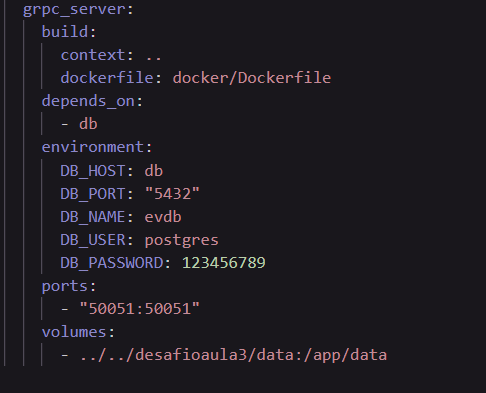 grpc_server:
build:
context: ..
dockerfile: docker/Dockerfile
depends_on:
- db
environment:
DB_HOST: db
DB_PORT: "5432"
DB_NAME: evdb
DB_USER: postgres
DB_PASSWORD: 123456789
ports:
- "50051:50051"
volumes:
- ../../desafioaula3/data:/app/data